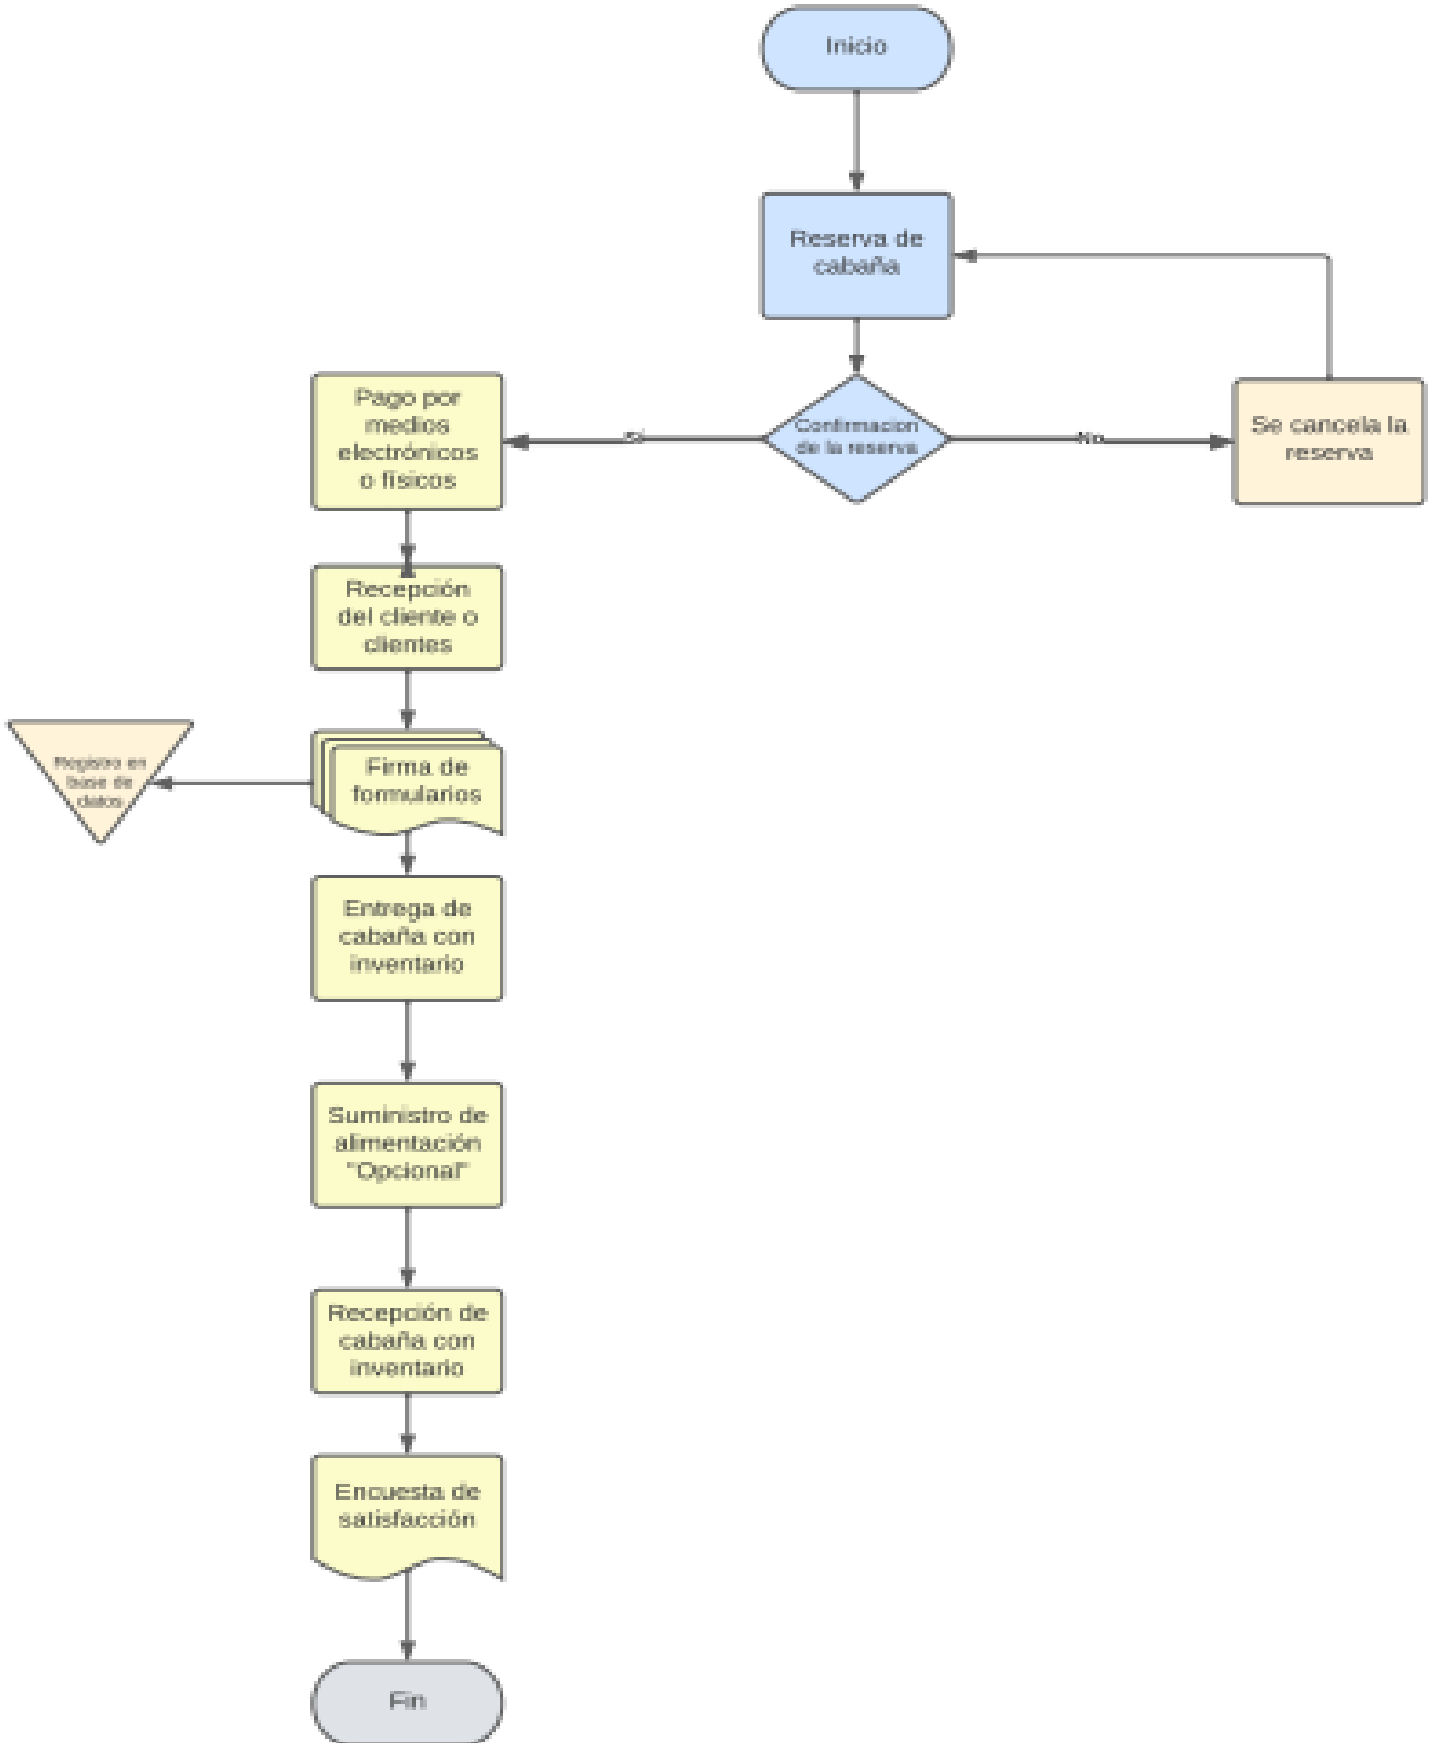 Inicio
Reserva de
cabaña
Pago por
medios
electrónicos
o físicos
Si
Confirmacion
de la reserva
No
Se cancela la
reserva
Recepción
del cliente o
clientes
Registro en
base de
datos
Firma de
formularios
Entrega de
cabaña con
inventario
Suministro de
alimentación
"Opcional"
Recepción de
cabaña con
inventario
Encuesta de
satisfacción
Fin